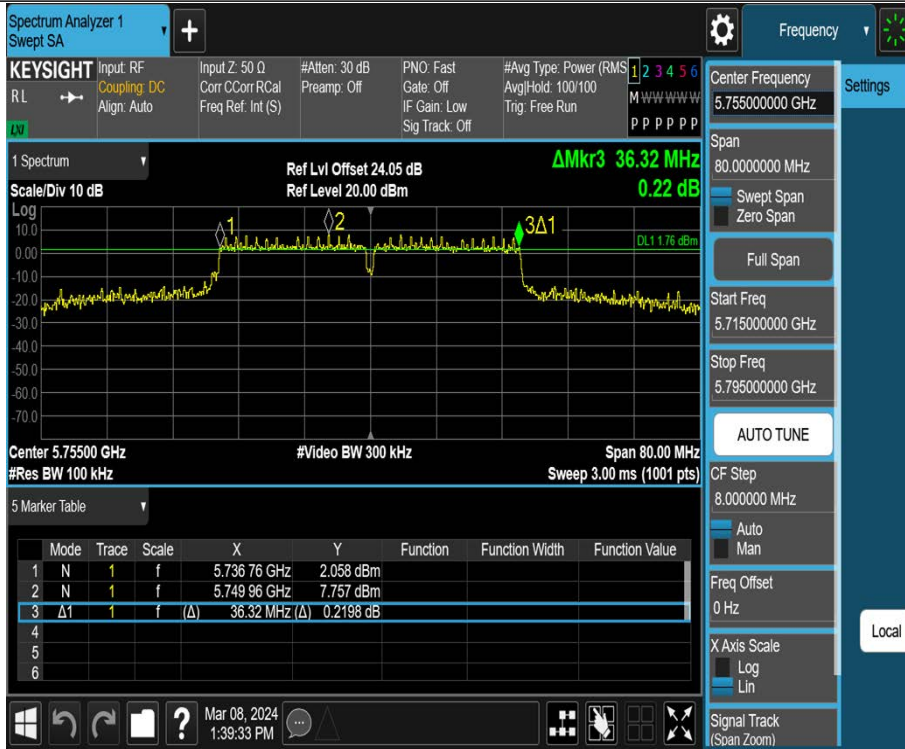 Spectrum Analyzer 1
Swept SA
+
Frequency
KEYSIGHT
RL
LXI
Input: RF
Coupling: DC
Align: Auto
Input Z: 50 Ω
Corr CCorr RCal
Freq Ref: Int (S)
#Atten: 30 dB
Preamp: Off
PNO: Fast
Gate: Off
IF Gain: Low
Sig Track: Off
#Avg Type: Power (RMS
Avg|Hold: 100/100
Trig: Free Run
1 2 3 4 5 6
M W W W W W
P P P P P P
1 Spectrum
Scale/Div 10 dB
Ref Lvl Offset 24.05 dB
Ref Level 20.00 dBm
ΔMkr3 36.32 MHz
0.22 dB
Log
10.0
0.00
-10.0
-20.0
-30.0
-40.0
-50.0
-60.0
-70.0
1
2
3Δ1
DL1 1.76 dBm
Center 5.75500 GHz
#Video BW 300 kHz
Span 80.00 MHz
#Res BW 100 kHz
Sweep 3.00 ms (1001 pts)
5 Marker Table
Mode Trace Scale X Y Function Function Width Function Value
1 N 1 f 5.736 76 GHz 2.058 dBm
2 N 1 f 5.749 96 GHz 7.757 dBm
3 Δ1 1 f (Δ) 36.32 MHz (Δ) 0.2198 dB
4
5
6
?
Mar 08, 2024
1:39:33 PM
Center Frequency
5.755000000 GHz
Settings
Span
80.0000000 MHz
Swept Span
Zero Span
Full Span
Start Freq
5.715000000 GHz
Stop Freq
5.795000000 GHz
AUTO TUNE
CF Step
8.000000 MHz
Auto
Man
Freq Offset
0 Hz
Local
X Axis Scale
Log
Lin
Signal Track
(Span Zoom)